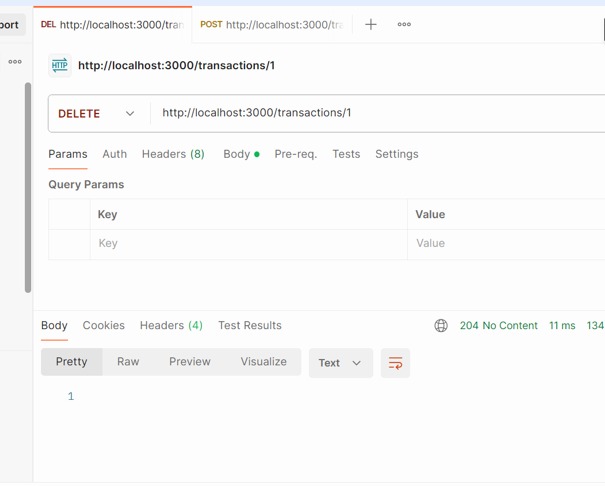 port DEL http://localhost:3000/tran POST http://localhost:3000/tra + ooo
ooo HTTP http://localhost:3000/transactions/1
DELETE http://localhost:3000/transactions/1
Params Auth Headers (8) Body Pre-req. Tests Settings
Query Params
Key Value
Key Value
Body Cookies Headers (4) Test Results 204 No Content 11 ms 134
Pretty Raw Preview Visualize Text
1